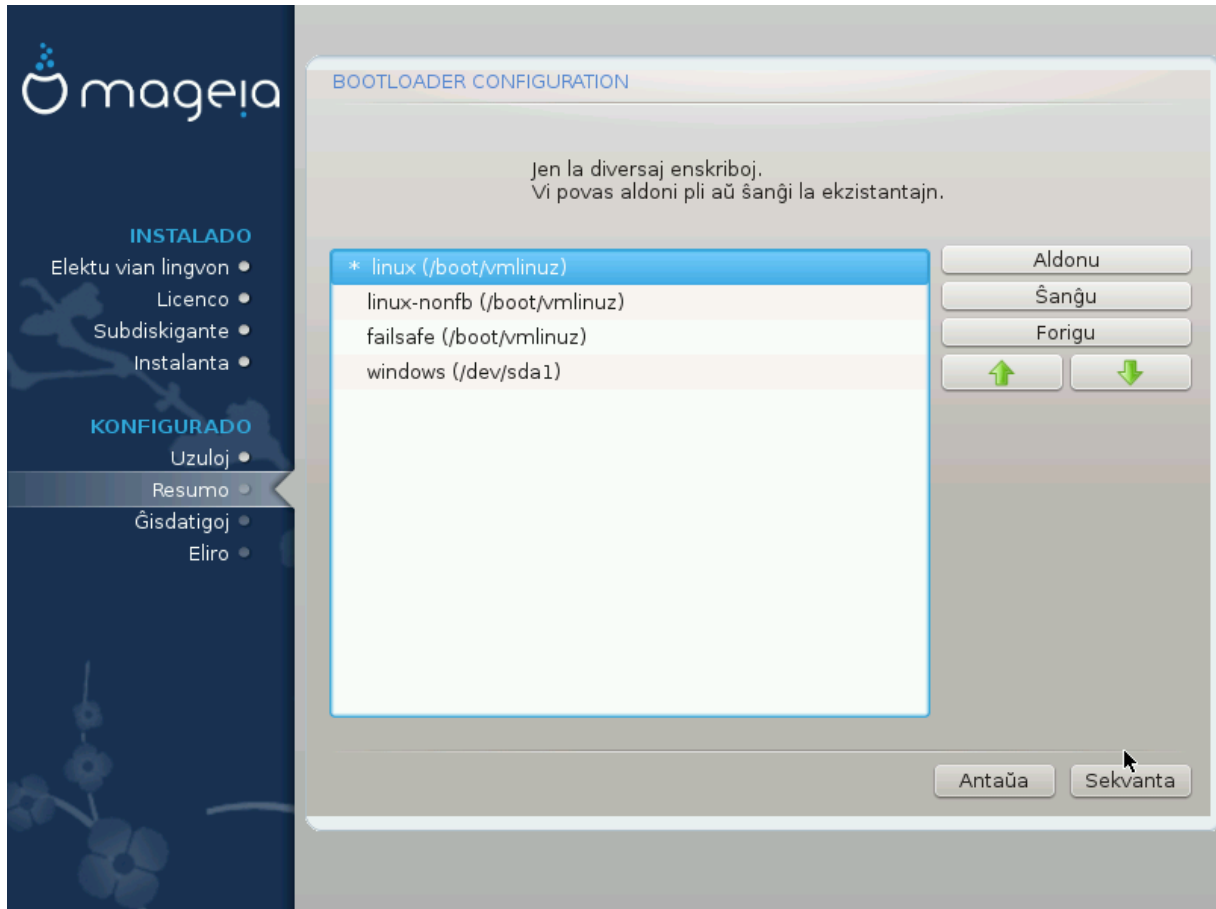 mageia
INSTALADO
Elektu vian lingvon
Licenco
Subdiskigante
Instalanta
KONFIGURADO
Uzuloj
Resumo
Ĝisdatigoj
Eliro
BOOTLOADER CONFIGURATION
Jen la diversaj enskriboj.
Vi povas aldoni pli aŭ ŝanĝi la ekzistantajn.
* linux (/boot/vmlinuz)
linux-nonfb (/boot/vmlinuz)
failsafe (/boot/vmlinuz)
windows (/dev/sda1)
Aldonu
Ŝanĝu
Forigu
Antaŭa
Sekvanta